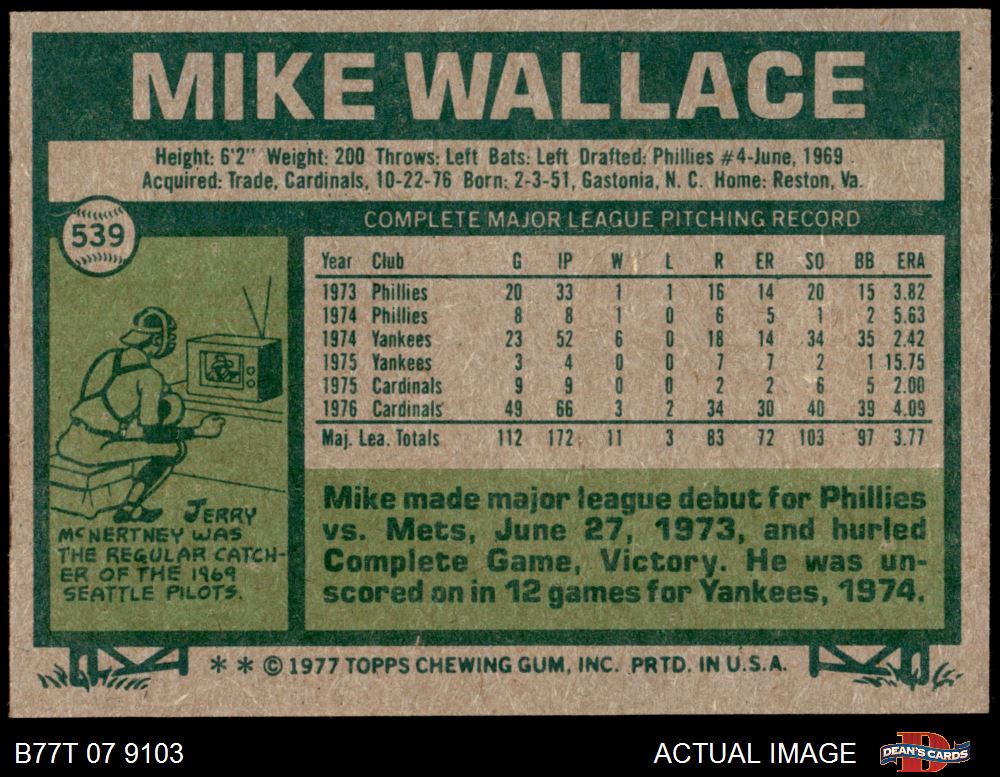 MIKE WALLACE
Height: 6'2" Weight: 200 Throws: Left Bats: Left Drafted: Phillies #4-June, 1969
Acquired: Trade, Cardinals, 10-22-76 Born: 2-3-51, Gastonia, N. C. Home: Reston, Va.
539
COMPLETE MAJOR LEAGUE PITCHING RECORD
Year Club G IP W L R ER SO BB ERA
1973 Phillies 20 33 1 1 16 14 20 15 3.82
1974 Phillies 8 8 1 0 6 5 1 2 5.63
1974 Yankees 23 52 6 0 18 14 34 35 2.42
1975 Yankees 3 4 0 0 7 7 2 1 15.75
1975 Cardinals 9 9 0 0 2 2 6 5 2.00
1976 Cardinals 49 66 3 2 34 30 40 39 4.09
Maj. Lea. Totals 112 172 11 3 83 72 103 97 3.77
JERRY
MCNERTNEY WAS
THE REGULAR CATCH-
ER OF THE 1969
SEATTLE PILOTS.
Mike made major league debut for Phillies
vs. Mets, June 27, 1973, and hurled
Complete Game, Victory. He was un-
scored on in 12 games for Yankees, 1974.
* * © 1977 TOPPS CHEWING GUM, INC. PRTD. IN U.S.A.
B77T 07 9103
ACTUAL IMAGE
D
DEAN'S CARDS